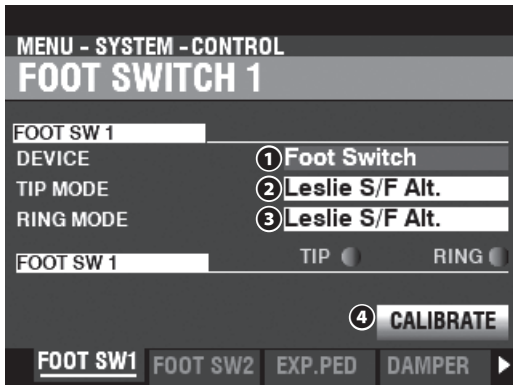 MENU - SYSTEM - CONTROL
FOOT SWITCH 1
FOOT SW 1
DEVICE 1 Foot Switch
TIP MODE 2 Leslie S/F Alt.
RING MODE 3 Leslie S/F Alt.
FOOT SW 1 TIP RING
4 CALIBRATE
FOOT SW1 FOOT SW2 EXP.PED DAMPER